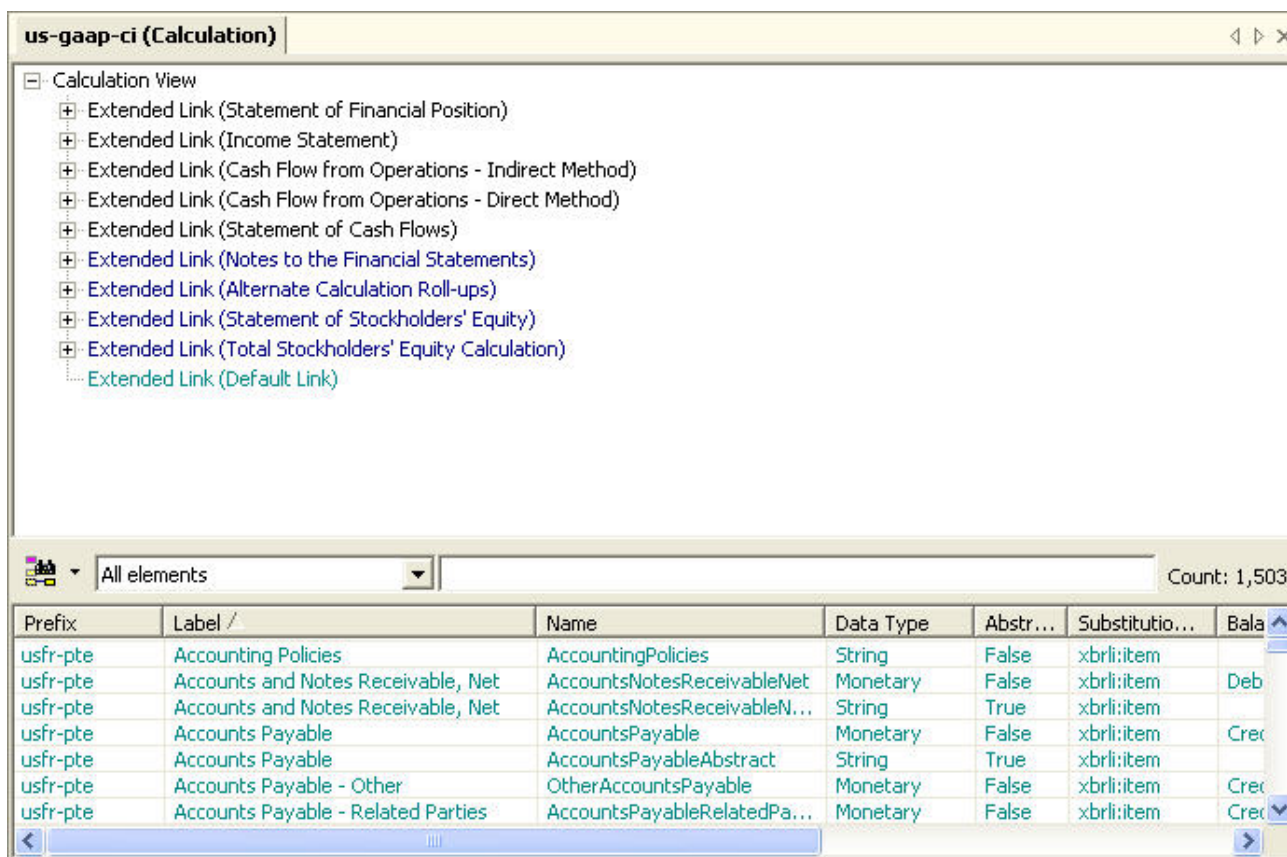 us-gaap-ci (Calculation)
Calculation View
Extended Link (Statement of Financial Position)
Extended Link (Income Statement)
Extended Link (Cash Flow from Operations - Indirect Method)
Extended Link (Cash Flow from Operations - Direct Method)
Extended Link (Statement of Cash Flows)
Extended Link (Notes to the Financial Statements)
Extended Link (Alternate Calculation Roll-ups)
Extended Link (Statement of Stockholders' Equity)
Extended Link (Total Stockholders' Equity Calculation)
Extended Link (Default Link)
All elements Count: 1,503
Prefix Label Name Data Type Abstr... Substitutio... Bala
usfr-pte Accounting Policies AccountingPolicies String False xbrli:item
usfr-pte Accounts and Notes Receivable, Net AccountsNotesReceivableNet Monetary False xbrli:item Deb
usfr-pte Accounts and Notes Receivable, Net AccountsNotesReceivableN... String True xbrli:item
usfr-pte Accounts Payable AccountsPayable Monetary False xbrli:item Cred
usfr-pte Accounts Payable AccountsPayableAbstract String True xbrli:item
usfr-pte Accounts Payable - Other OtherAccountsPayable Monetary False xbrli:item Cred
usfr-pte Accounts Payable - Related Parties AccountsPayableRelatedPa... Monetary False xbrli:item Cred